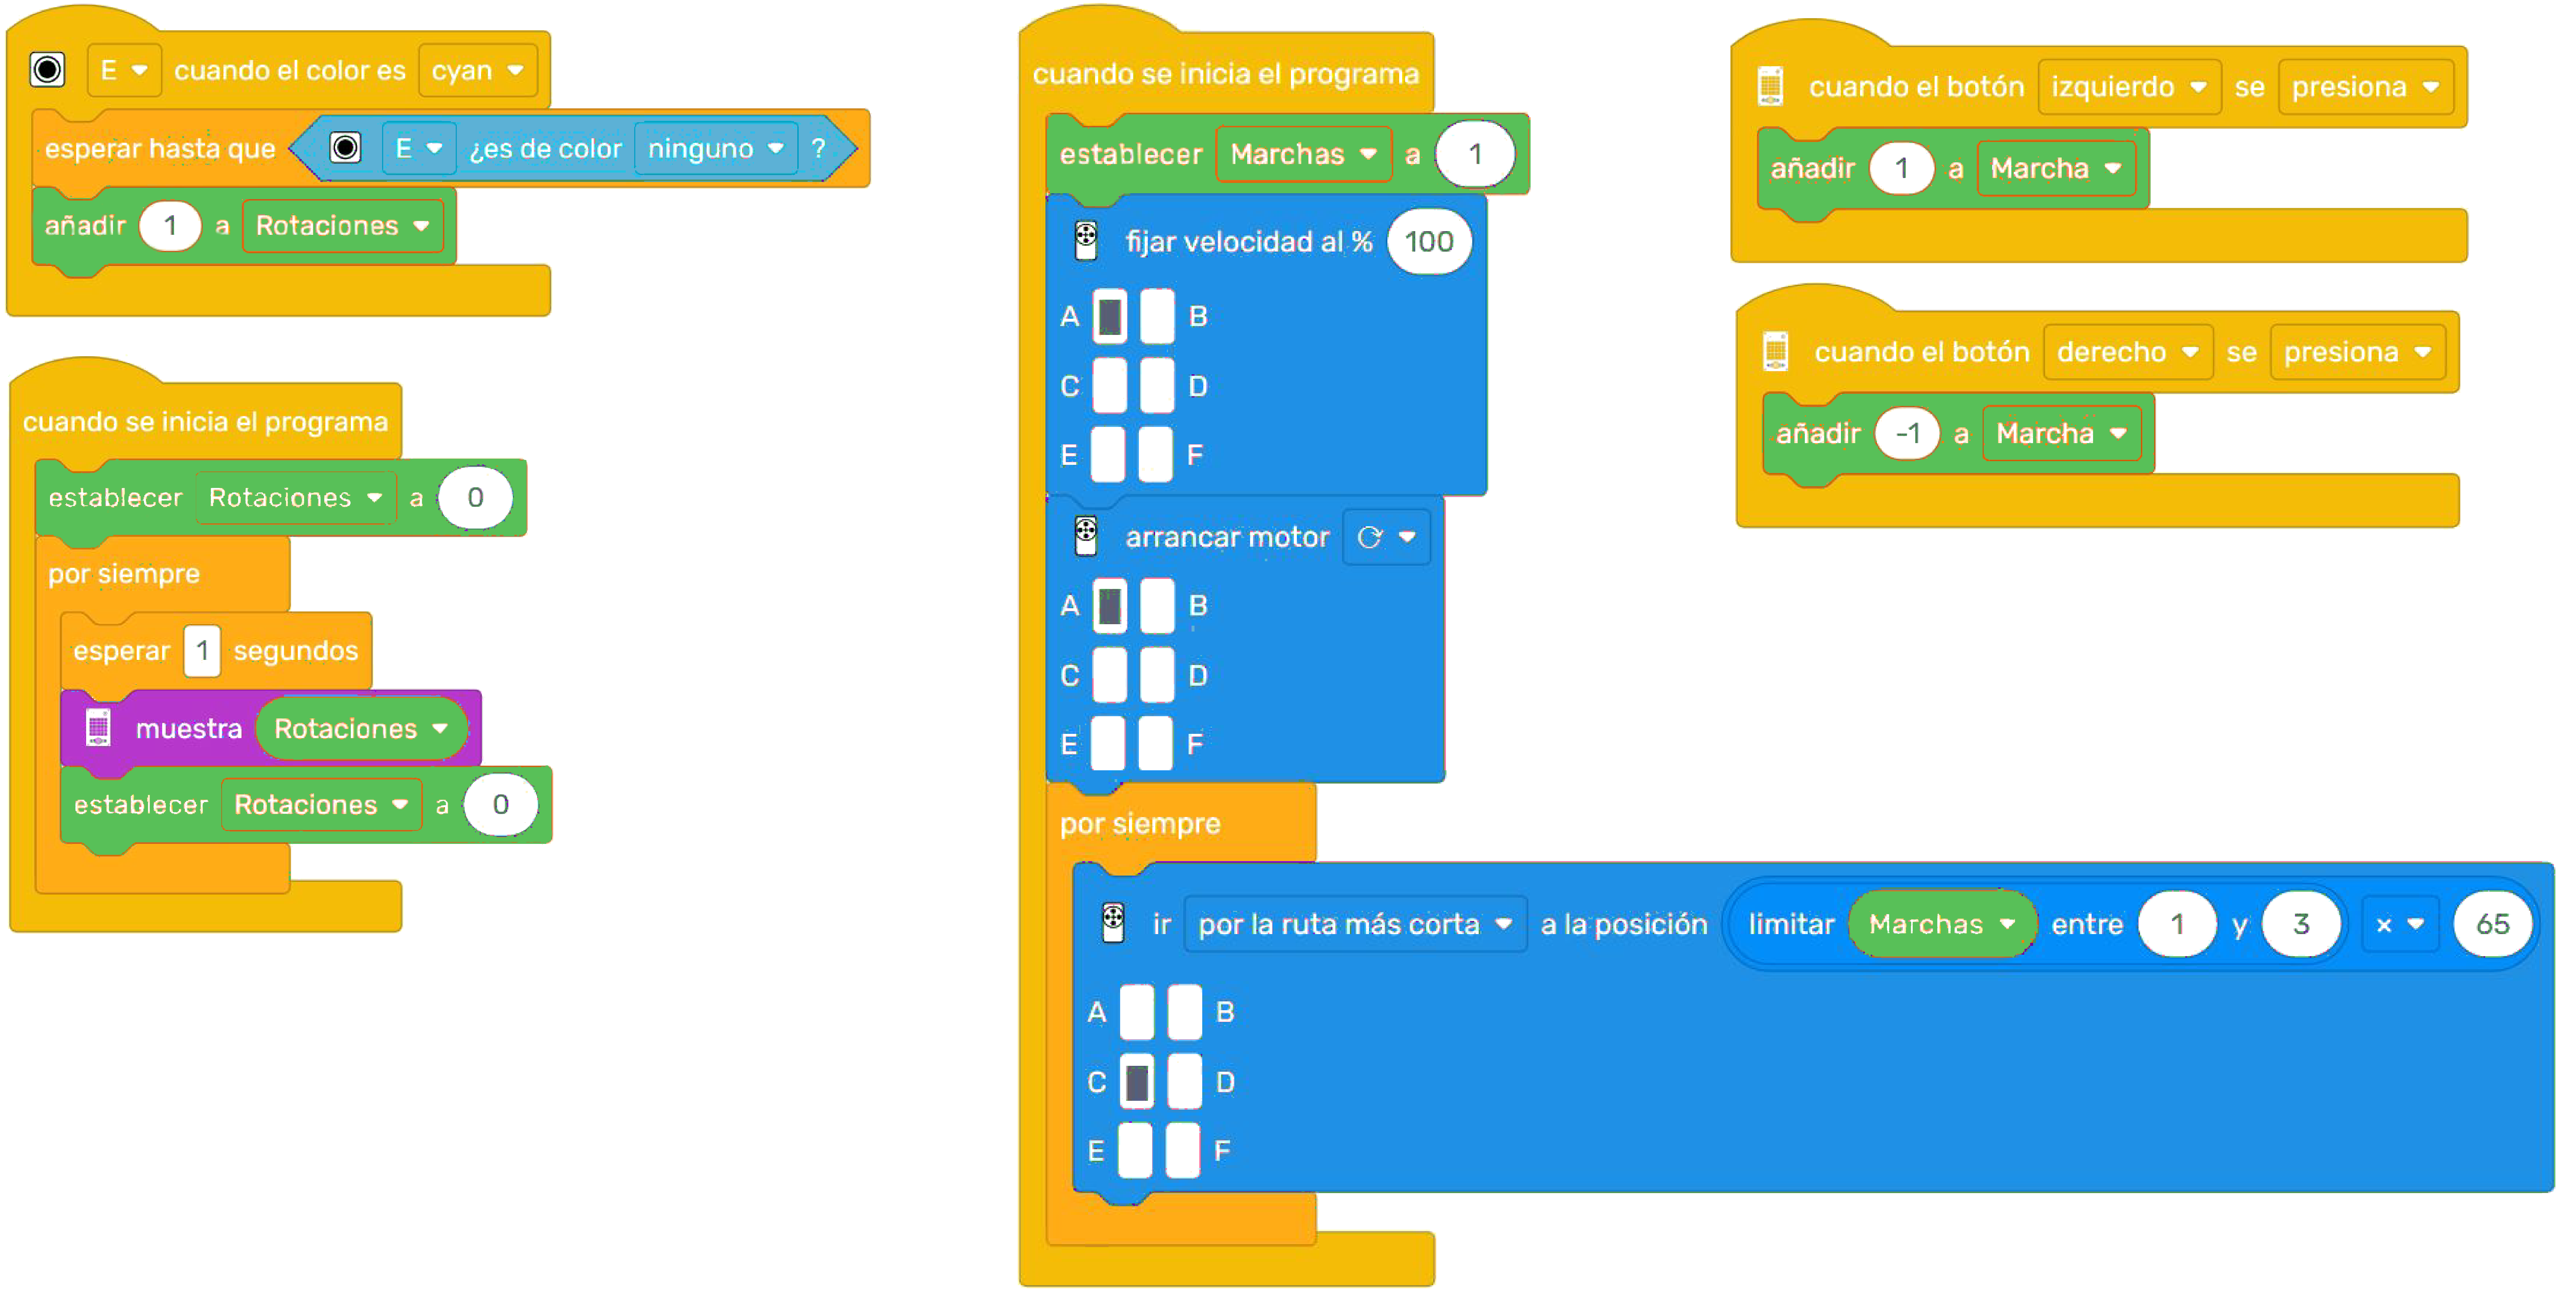 E cuando el color es cyan
esperar hasta que E ¿es de color ninguno ?
añadir 1 a Rotaciones
cuando se inicia el programa
establecer Rotaciones a 0
por siempre
esperar 1 segundos
muestra Rotaciones
establecer Rotaciones a 0
cuando se inicia el programa
establecer Marchas a 1
fijar velocidad al % 100
A B
C D
E F
arrancar motor
A B
C D
E F
por siempre
ir por la ruta más corta a la posición limitar Marchas entre 1 y 3 × 65
A B
C D
E F
cuando el botón izquierdo se presiona
añadir 1 a Marcha
cuando el botón derecho se presiona
añadir -1 a Marcha